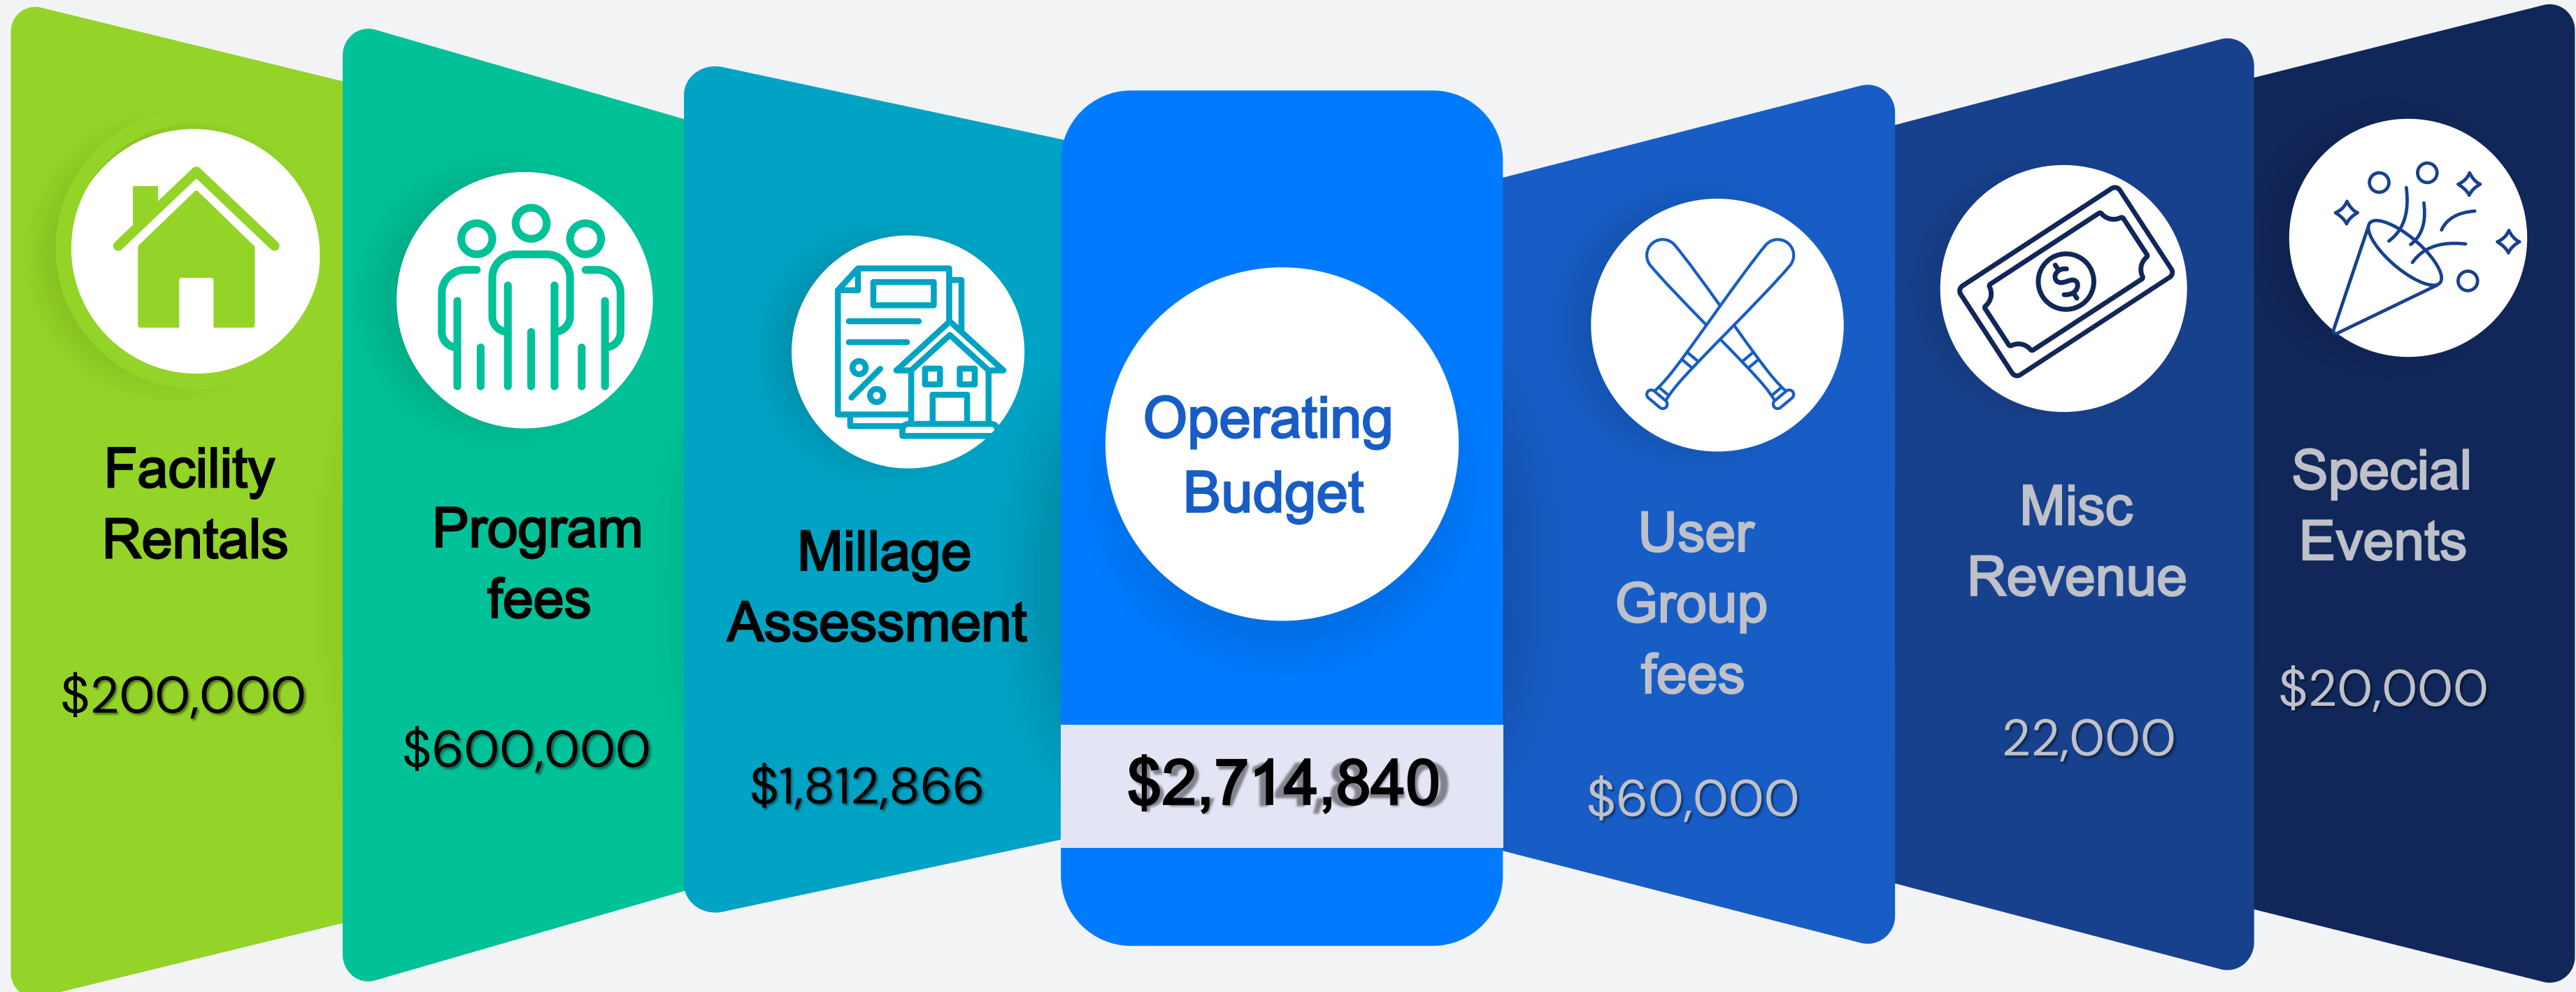 Facility
Rentals
$200,000
Program
fees
$600,000
Millage
Assessment
$1,812,866
Operating
Budget
$2,714,840
User
Group
fees
$60,000
Misc
Revenue
22,000
Special
Events
$20,000